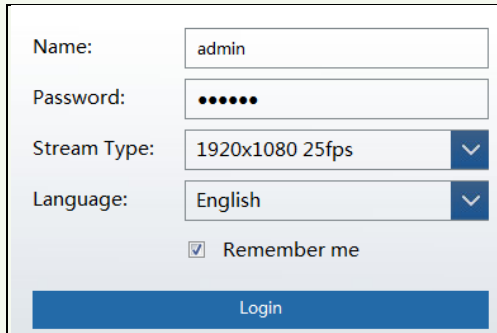 Name: admin
Password: ••••••
Stream Type: 1920x1080 25fps
Language: English
Remember me
Login